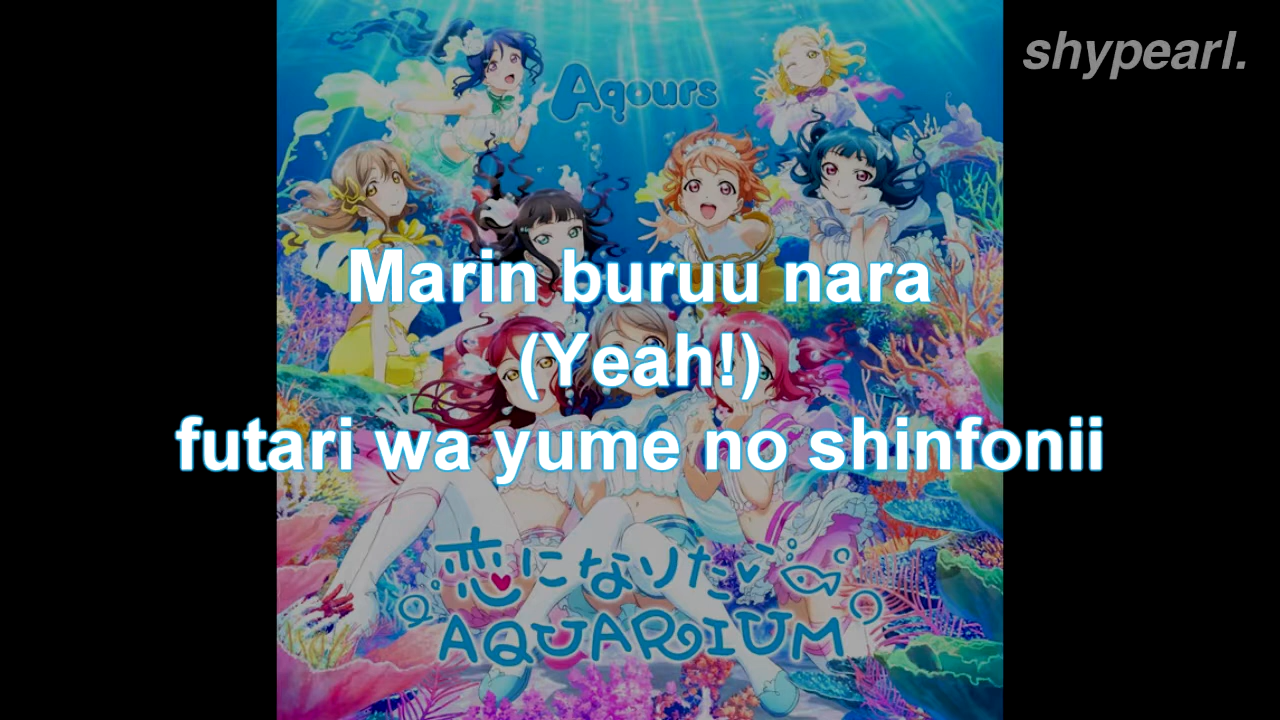 shypearl.
Aqours
Marin buruu nara
(Yeah!)
futari wa yume no shinfonii
恋になりたい
AQUARIUM